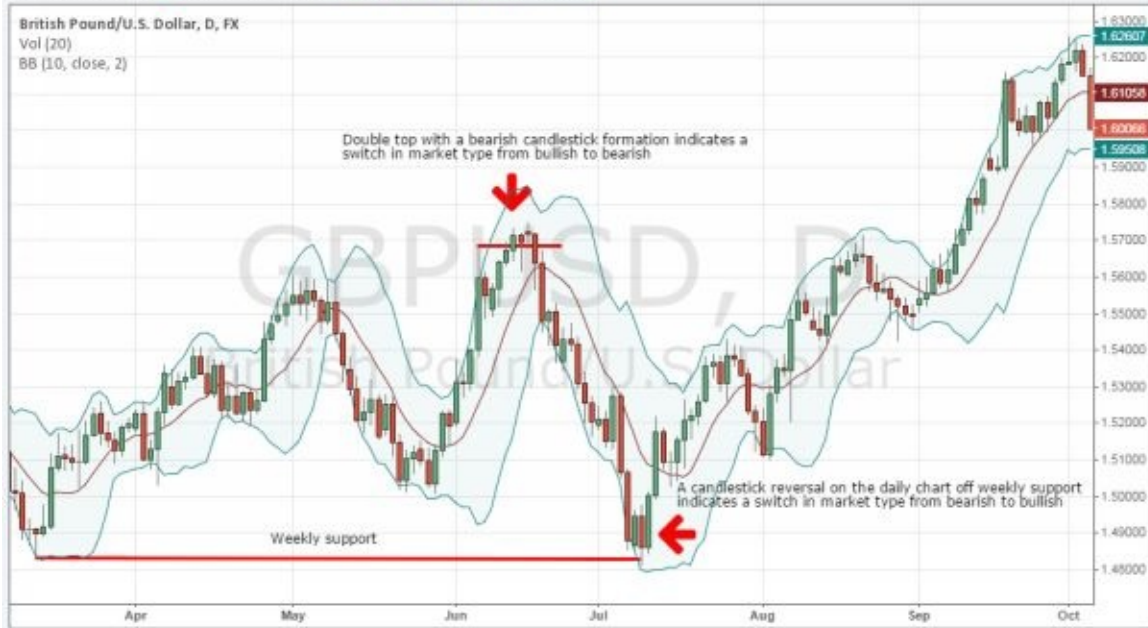 British Pound/U.S. Dollar, D, FX
Vol (20)
BB (10, close, 2)
Double top with a bearish candlestick formation indicates a
switch in market type from bullish to bearish
GBPUSD, D
British Pound/U.S. Dollar
A candlestick reversal on the daily chart off weekly support
indicates a switch in market type from bearish to bullish
Weekly support
1.63000
1.62607
1.62000
1.61058
1.60066
1.59508
1.59000
1.58000
1.57000
1.56000
1.55000
1.54000
1.53000
1.52000
1.51000
1.50000
1.49000
1.48000
Apr May Jun Jul Aug Sep Oct